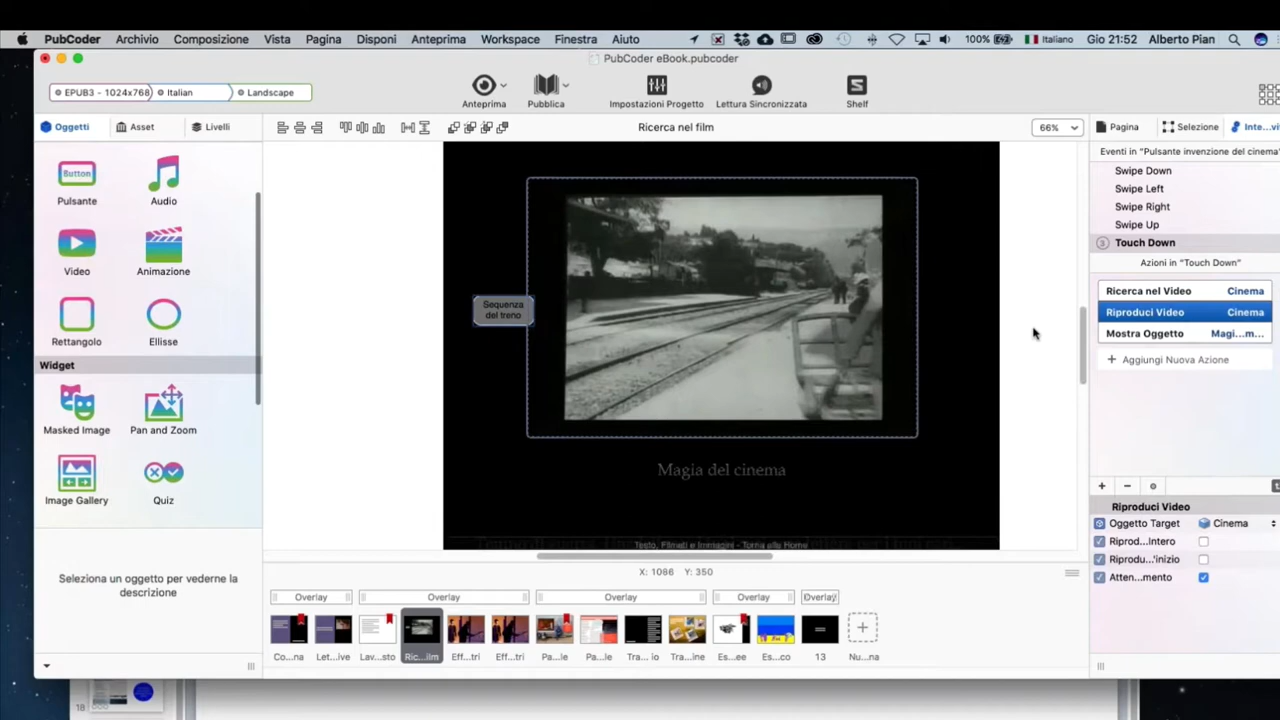 PubCoder Archivio Composizione Vista Pagina Disponi Anteprima Workspace Finestra Aiuto 100% Italiano Gio 21:52 Alberto Pian
PubCoder eBook.pubcoder
EPUB3 - 1024x768 Italian Landscape
Anteprima Pubblica Impostazioni Progetto Lettura Sincronizzata Shelf
Oggetti Asset Livelli
Ricerca nel film
66%
Pagina Selezione Inte...
Button
Pulsante Audio
Video Animazione
Rettangolo Ellisse
Widget
Masked Image Pan and Zoom
Image Gallery Quiz
Seleziona un oggetto per vederne la
descrizione
Sequenza
del treno
Magia del cinema
Testo, Filmati e Immagini - Torna alla Home
X: 1086 Y: 350
Overlay Overlay Overlay Overlay Overlay
Co...na Let...ive Lav...sto Ric...ilm Eff...tri Eff...tri Pa...le Pa...le Tra... io Tra...ine Es...ee Es...co 13 Nu...na
Eventi in "Pulsante invenzione del cinema"
Swipe Down
Swipe Left
Swipe Right
Swipe Up
3 Touch Down
Azioni in "Touch Down"
Ricerca nel Video Cinema
Riproduci Video Cinema
Mostra Oggetto Magi...m...
+ Aggiungi Nuova Azione
Riproduci Video
Oggetto Target Cinema
Riprod...Intero
Riprodu...'inizio
Atten...mento
18